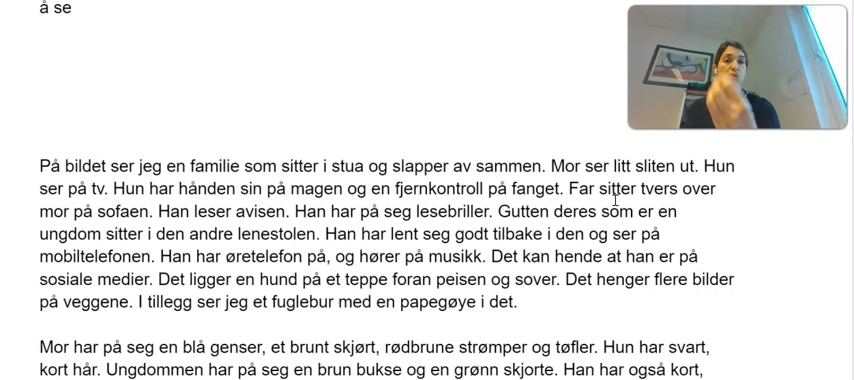 å se
På bildet ser jeg en familie som sitter i stua og slapper av sammen. Mor ser litt sliten ut. Hun
ser på tv. Hun har hånden sin på magen og en fjernkontroll på fanget. Far sitter tvers over
mor på sofaen. Han leser avisen. Han har på seg lesebriller. Gutten deres som er en
ungdom sitter i den andre lenestolen. Han har lent seg godt tilbake i den og ser på
mobiltelefonen. Han har øretelefon på, og hører på musikk. Det kan hende at han er på
sosiale medier. Det ligger en hund på et teppe foran peisen og sover. Det henger flere bilder
på veggene. I tillegg ser jeg et fuglebur med en papegøye i det.
Mor har på seg en blå genser, et brunt skjørt, rødbrune strømper og tøfler. Hun har svart,
kort hår. Ungdommen har på seg en brun bukse og en grønn skjorte. Han har også kort,